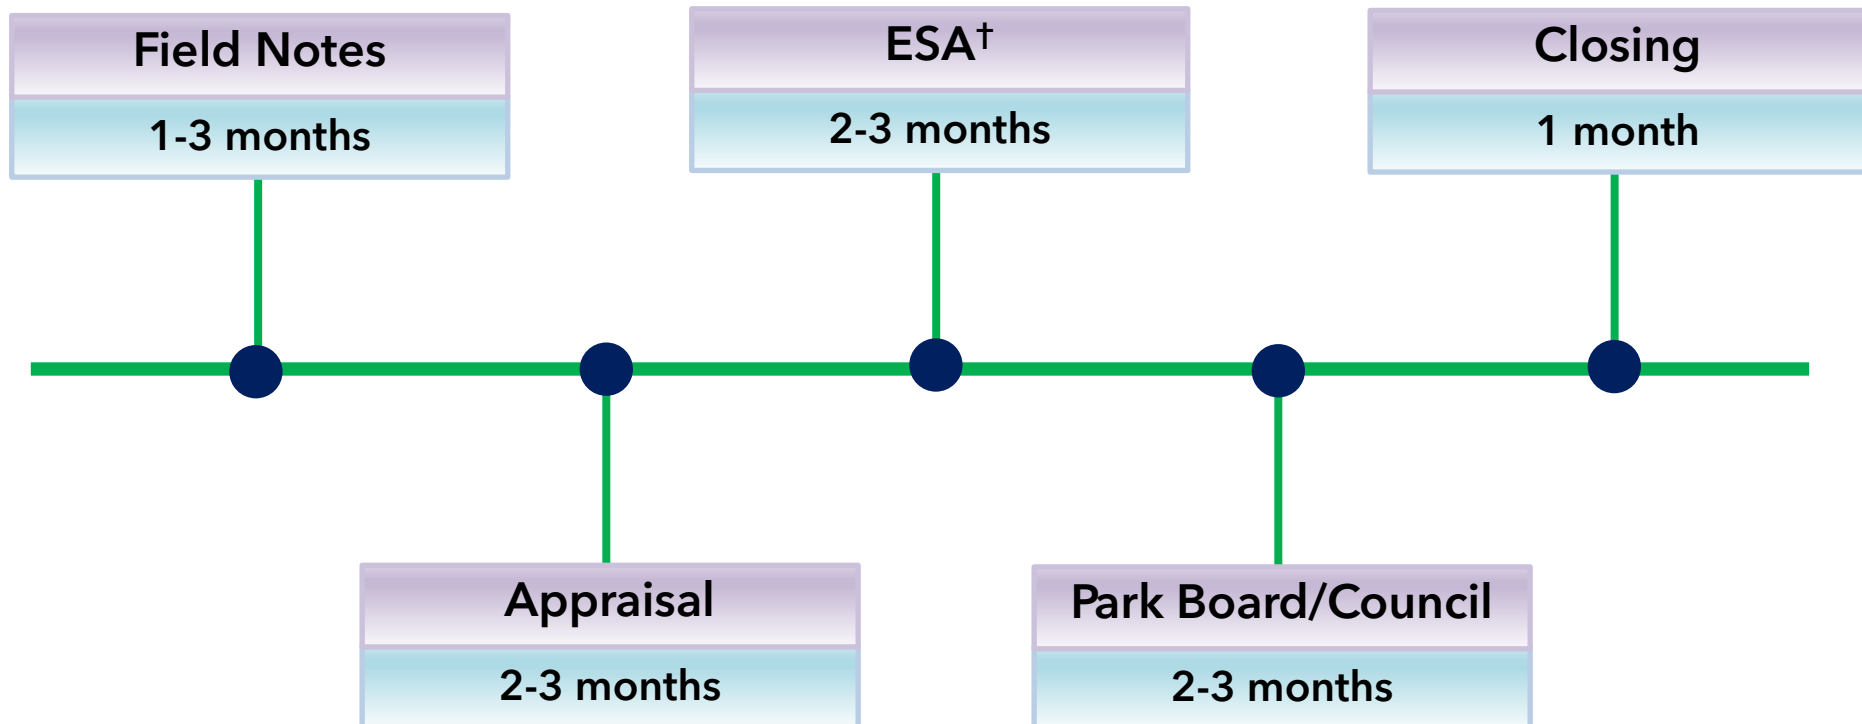 Field Notes
1-3 months
Appraisal
2-3 months
ESA†
2-3 months
Park Board/Council
2-3 months
Closing
1 month